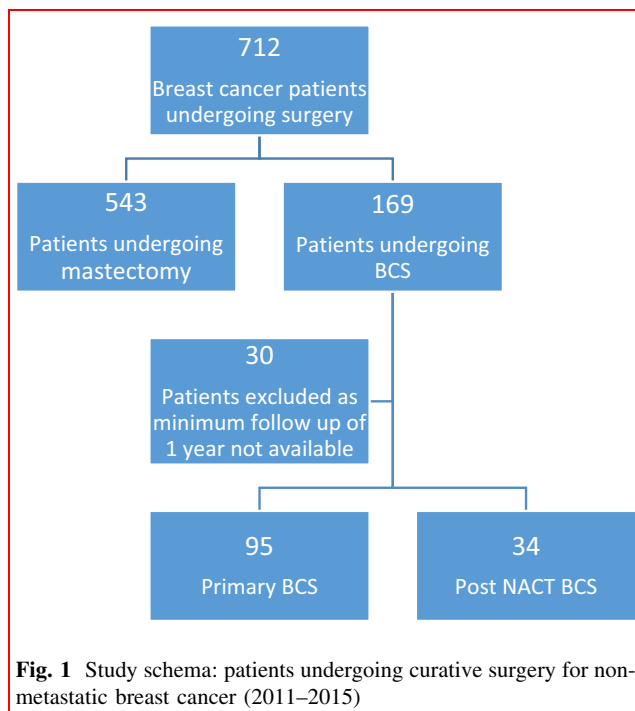 712
Breast cancer patients
undergoing surgery
543
Patients undergoing
mastectomy
169
Patients undergoing
BCS
30
Patients excluded as
minimum follow up of
1 year not available
95
Primary BCS
34
Post NACT BCS
Fig. 1 Study schema: patients undergoing curative surgery for non-
metastatic breast cancer (2011–2015)